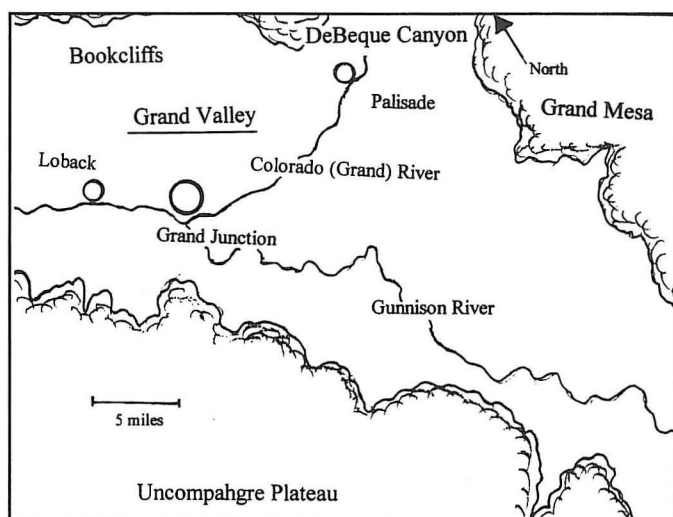 DeBeque Canyon
Bookcliffs
North
Palisade
Grand Mesa
Grand Valley
Loback
Colorado (Grand) River
Grand Junction
Gunnison River
5 miles
Uncompahgre Plateau